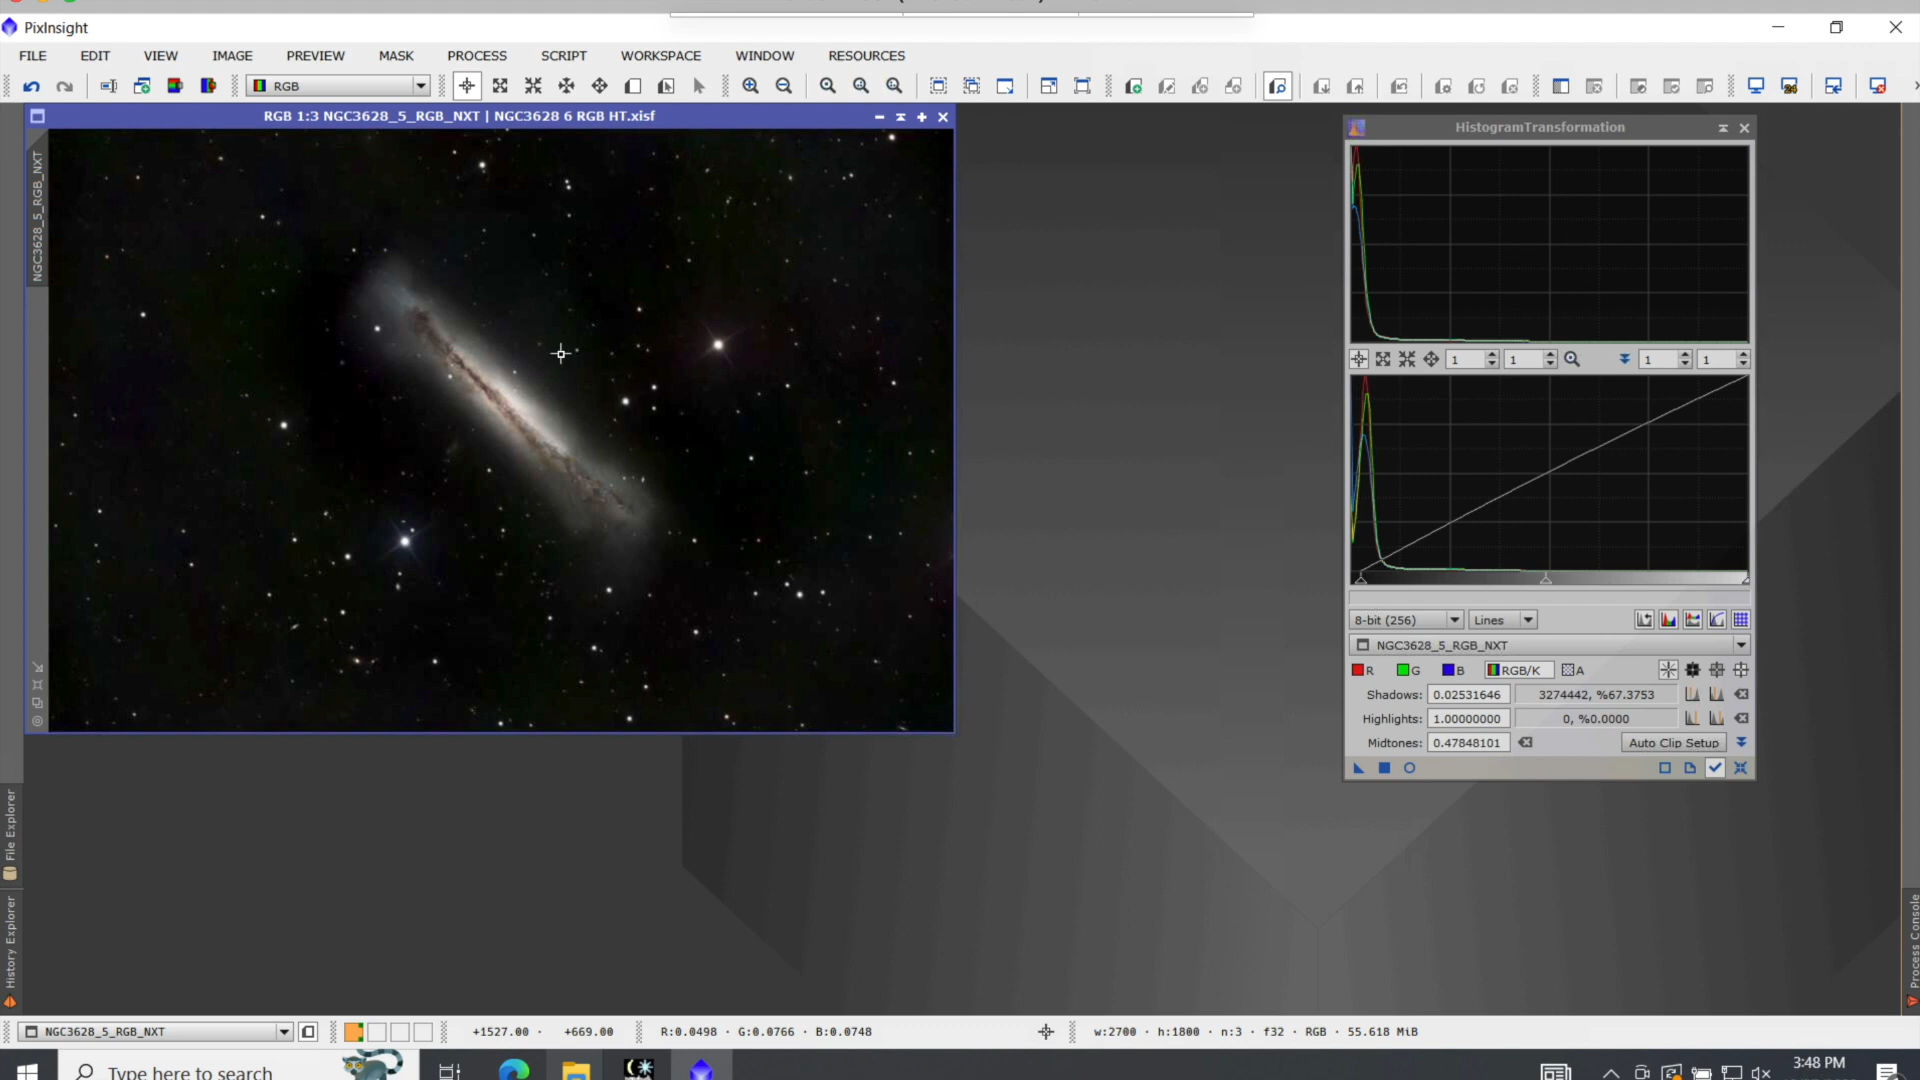 PixInsight
FILE EDIT VIEW IMAGE PREVIEW MASK PROCESS SCRIPT WORKSPACE WINDOW RESOURCES
RGB
24
RGB 1:3 NGC3628_5_RGB_NXT | NGC3628 6 RGB HT.xisf
NGC3628_5_RGB_NXT
HistogramTransformation
1 1 1 1
8-bit (256) Lines
NGC3628_5_RGB_NXT
R G B RGB/K A
Shadows: 0.02531646 3274442, %67.3753
Highlights: 1.00000000 0, %0.0000
Midtones: 0.47848101 Auto Clip Setup
File Explorer
History Explorer
Process Console
NGC3628_5_RGB_NXT +1527.00 · +669.00 R:0.0498 · G:0.0766 · B:0.0748 w:2700 · h:1800 · n:3 · f32 · RGB · 55.618 MiB
Type here to search
3:48 PM